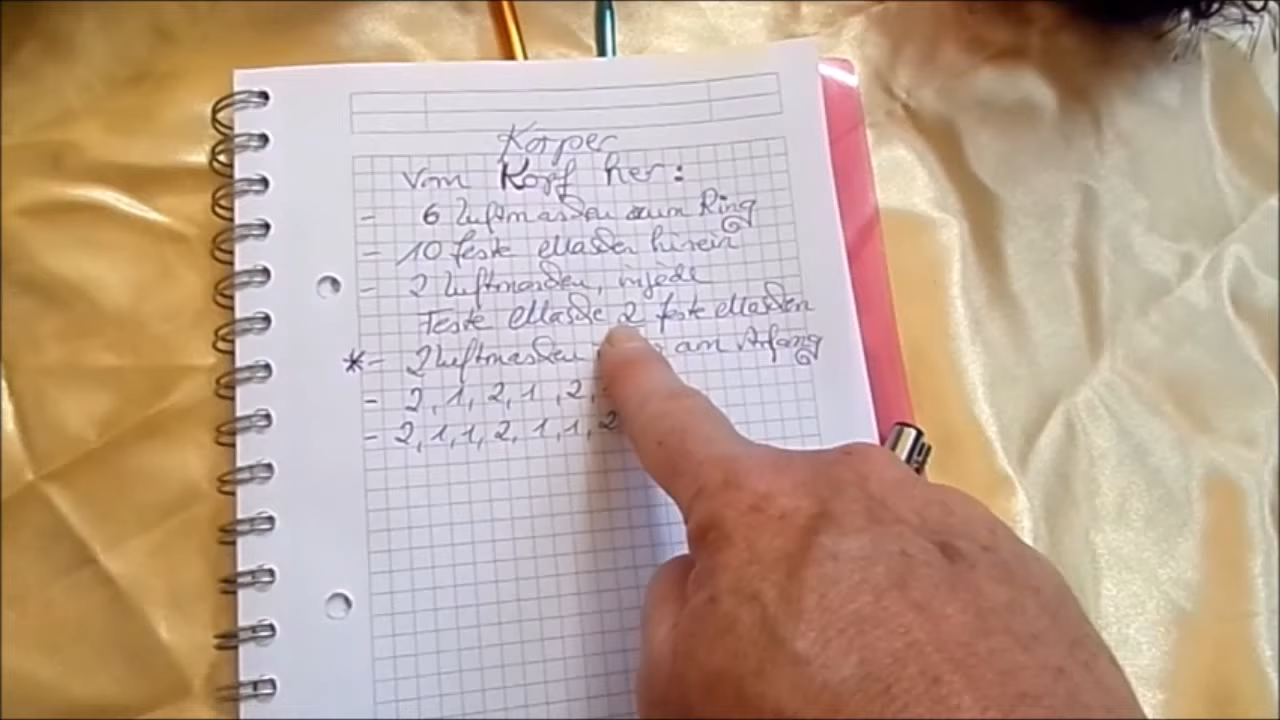 Körper
vom Kopf her:
- 6 Luftmaschen zum Ring
- 10 feste Maschen hinein
- 2 Luftmaschen, in jede
feste Masche 2 feste Maschen
*- 2 Luftmaschen am Anfang
- 2, 1, 2, 1, 2,
- 2, 1, 1, 2, 1, 1, 2